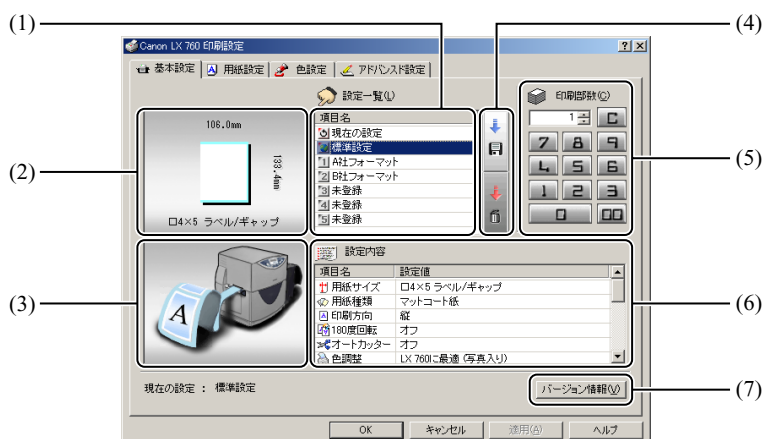 (1)
(4)
Canon LX 760 印刷設定
基本設定 用紙設定 色設定 アドバンスド設定
設定一覧(L)
印刷部数(C)
106.0mm
133.4mm
ロ4×5 ラベル/ギャップ
(2)
項目名
現在の設定
標準設定
1 A社フォーマット
2 B社フォーマット
3 未登録
4 未登録
5 未登録
1 C
7 8 9
4 5 6
1 2 3
0 00
(5)
(3)
A
設定内容
項目名 設定値
用紙サイズ ロ4×5 ラベル/ギャップ
用紙種類 マットコート紙
印刷方向 縦
180度回転 オフ
オートカッター オフ
色調整 LX 760に最適 (写真入り)
(6)
現在の設定 : 標準設定
バージョン情報(V)
(7)
OK キャンセル 適用(A) ヘルプ